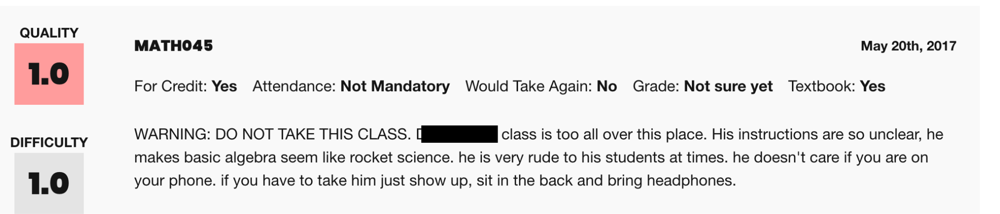 QUALITY
1.0
DIFFICULTY
1.0
MATH045
May 20th, 2017
For Credit: Yes Attendance: Not Mandatory Would Take Again: No Grade: Not sure yet Textbook: Yes
WARNING: DO NOT TAKE THIS CLASS. class is too all over this place. His instructions are so unclear, he
makes basic algebra seem like rocket science. he is very rude to his students at times. he doesn't care if you are on
your phone. if you have to take him just show up, sit in the back and bring headphones.